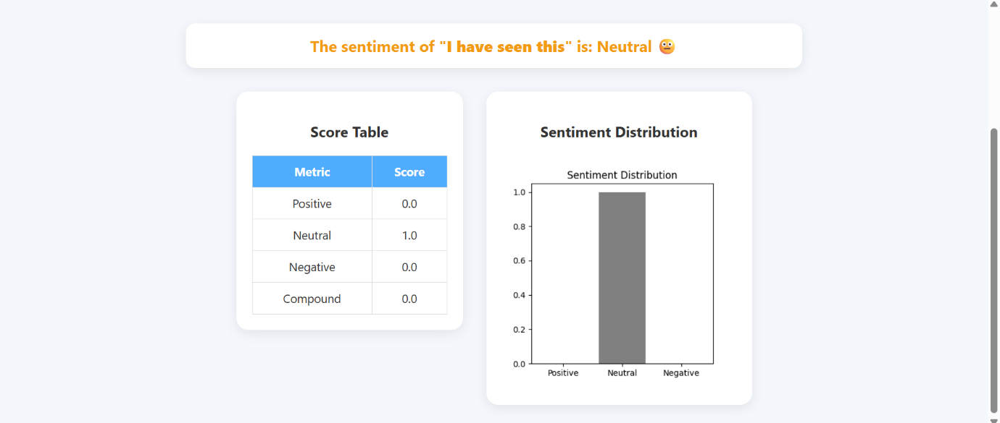 The sentiment of "I have seen this" is: Neutral 😐
Score Table
Metric Score
Positive 0.0
Neutral 1.0
Negative 0.0
Compound 0.0
Sentiment Distribution
Sentiment Distribution
1.0
0.8
0.6
0.4
0.2
0.0
Positive Neutral Negative